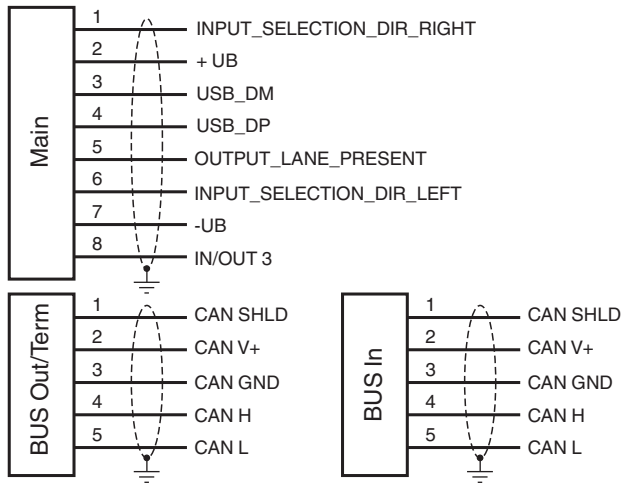 Main
1 INPUT_SELECTION_DIR_RIGHT
2 + UB
3 USB_DM
4 USB_DP
5 OUTPUT_LANE_PRESENT
6 INPUT_SELECTION_DIR_LEFT
7 -UB
8 IN/OUT 3
BUS Out/Term
1 CAN SHLD
2 CAN V+
3 CAN GND
4 CAN H
5 CAN L
BUS In
1 CAN SHLD
2 CAN V+
3 CAN GND
4 CAN H
5 CAN L